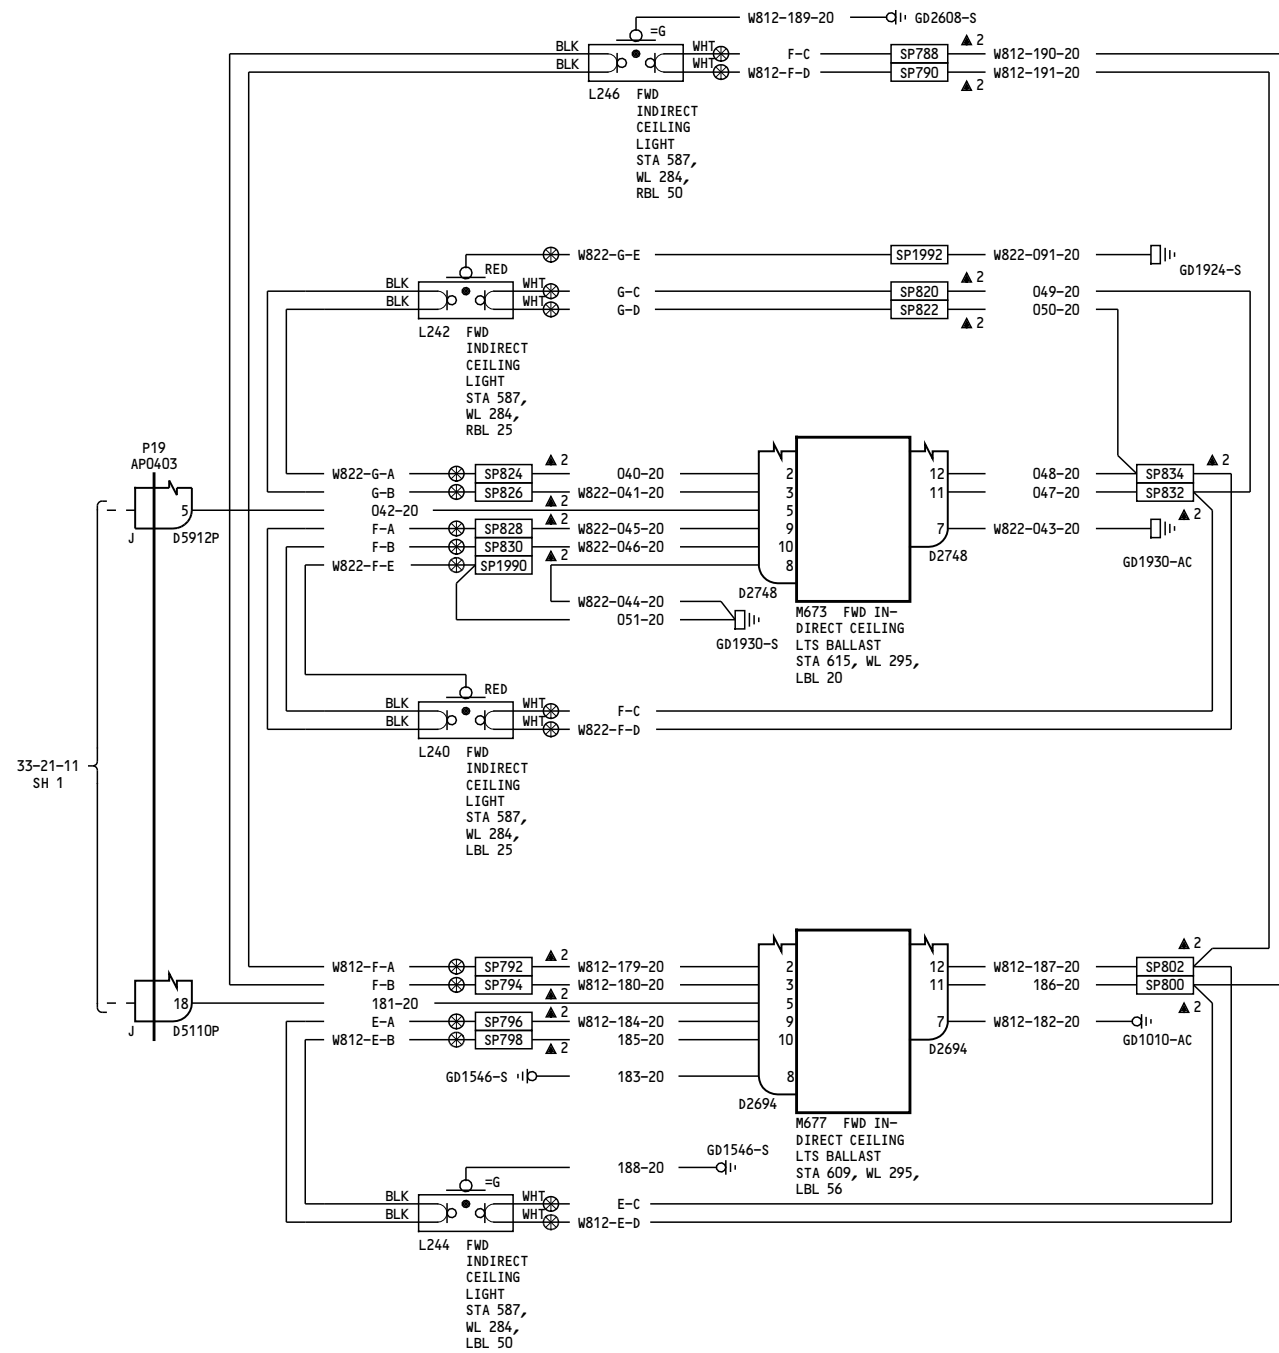 W812-189-20 GD2608-S
=G
BLK WHT F-C SP788 ▲ 2 W812-190-20
BLK WHT W812-F-D SP790 ▲ 2 W812-191-20
L246 FWD
INDIRECT
CEILING
LIGHT
STA 587,
WL 284,
RBL 50
W822-G-E SP1992 W822-091-20 GD1924-S
RED
BLK WHT G-C SP820 ▲ 2 049-20
BLK WHT G-D SP822 ▲ 2 050-20
L242 FWD
INDIRECT
CEILING
LIGHT
STA 587,
WL 284,
RBL 25
P19
AP0403
W822-G-A SP824 ▲ 2 040-20 2 12 048-20 SP834 ▲ 2
G-B SP826 ▲ 2 W822-041-20 3 11 047-20 SP832 ▲ 2
5 042-20 5
J D5912P
F-A SP828 ▲ 2 W822-045-20 9 7 W822-043-20 GD1930-AC
F-B SP830 ▲ 2 W822-046-20 10 D2748
W822-F-E SP1990 8
D2748
W822-044-20
051-20 GD1930-S
M673 FWD IN-
DIRECT CEILING
LTS BALLAST
STA 615, WL 295,
LBL 20
RED
BLK WHT F-C
BLK WHT W822-F-D
L240 FWD
INDIRECT
CEILING
LIGHT
STA 587,
WL 284,
LBL 25
33-21-11
SH 1
W812-F-A SP792 ▲ 2 W812-179-20 2 12 W812-187-20 SP802 ▲ 2
F-B SP794 ▲ 2 W812-180-20 3 11 186-20 SP800 ▲ 2
18 181-20 5
J D5110P
E-A SP796 ▲ 2 W812-184-20 9 7 W812-182-20 GD1010-AC
W812-E-B SP798 ▲ 2 185-20 10 D2694
GD1546-S 183-20 8
D2694
M677 FWD IN-
DIRECT CEILING
LTS BALLAST
STA 609, WL 295,
LBL 56
188-20 GD1546-S
=G
BLK WHT E-C
BLK WHT W812-E-D
L244 FWD
INDIRECT
CEILING
LIGHT
STA 587,
WL 284,
LBL 50